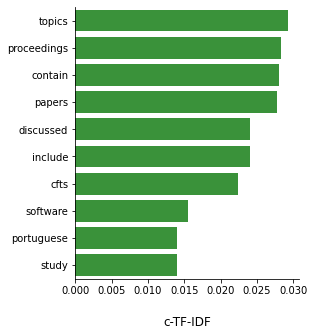 topics
proceedings
contain
papers
discussed
include
cfts
software
portuguese
study
0.000 0.005 0.010 0.015 0.020 0.025 0.030
c-TF-IDF